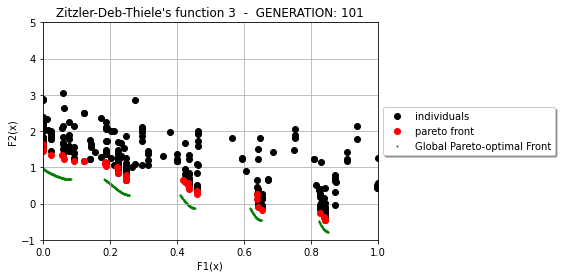 Zitzler-Deb-Thiele's function 3 - GENERATION: 101
5
4
3
2
1
0
−1
F2(x)
0.0 0.2 0.4 0.6 0.8 1.0
F1(x)
individuals
pareto front
Global Pareto-optimal Front